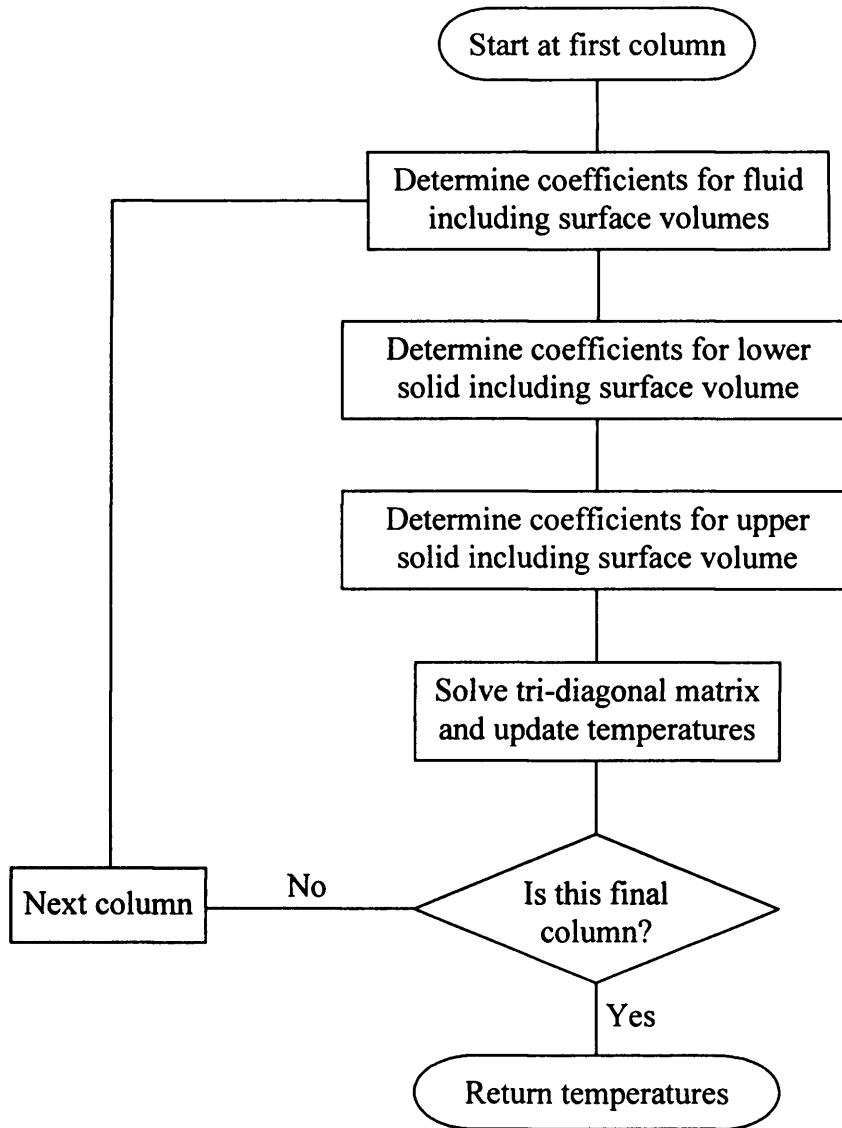 Start at first column
Determine coefficients for fluid
including surface volumes
Determine coefficients for lower
solid including surface volume
Determine coefficients for upper
solid including surface volume
Solve tri-diagonal matrix
and update temperatures
Is this final
column?
No
Next column
Yes
Return temperatures